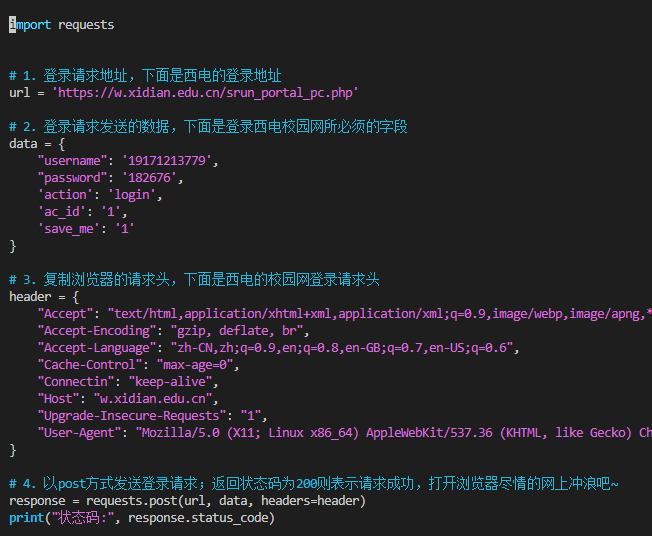 import requests
# 1. 登录请求地址，下面是西电的登录地址
url = 'https://w.xidian.edu.cn/srun_portal_pc.php'
# 2. 登录请求发送的数据，下面是登录西电校园网所必须的字段
data = {
"username": '19171213779',
"password": '182676',
'action': 'login',
'ac_id': '1',
'save_me': '1'
}
# 3. 复制浏览器的请求头，下面是西电的校园网登录请求头
header = {
"Accept": "text/html,application/xhtml+xml,application/xml;q=0.9,image/webp,image/apng,*
"Accept-Encoding": "gzip, deflate, br",
"Accept-Language": "zh-CN,zh;q=0.9,en;q=0.8,en-GB;q=0.7,en-US;q=0.6",
"Cache-Control": "max-age=0",
"Connectin": "keep-alive",
"Host": "w.xidian.edu.cn",
"Upgrade-Insecure-Requests": "1",
"User-Agent": "Mozilla/5.0 (X11; Linux x86_64) AppleWebKit/537.36 (KHTML, like Gecko) Ch
}
# 4. 以post方式发送登录请求；返回状态码为200则表示请求成功，打开浏览器尽情的网上冲浪吧~
response = requests.post(url, data, headers=header)
print("状态码:", response.status_code)